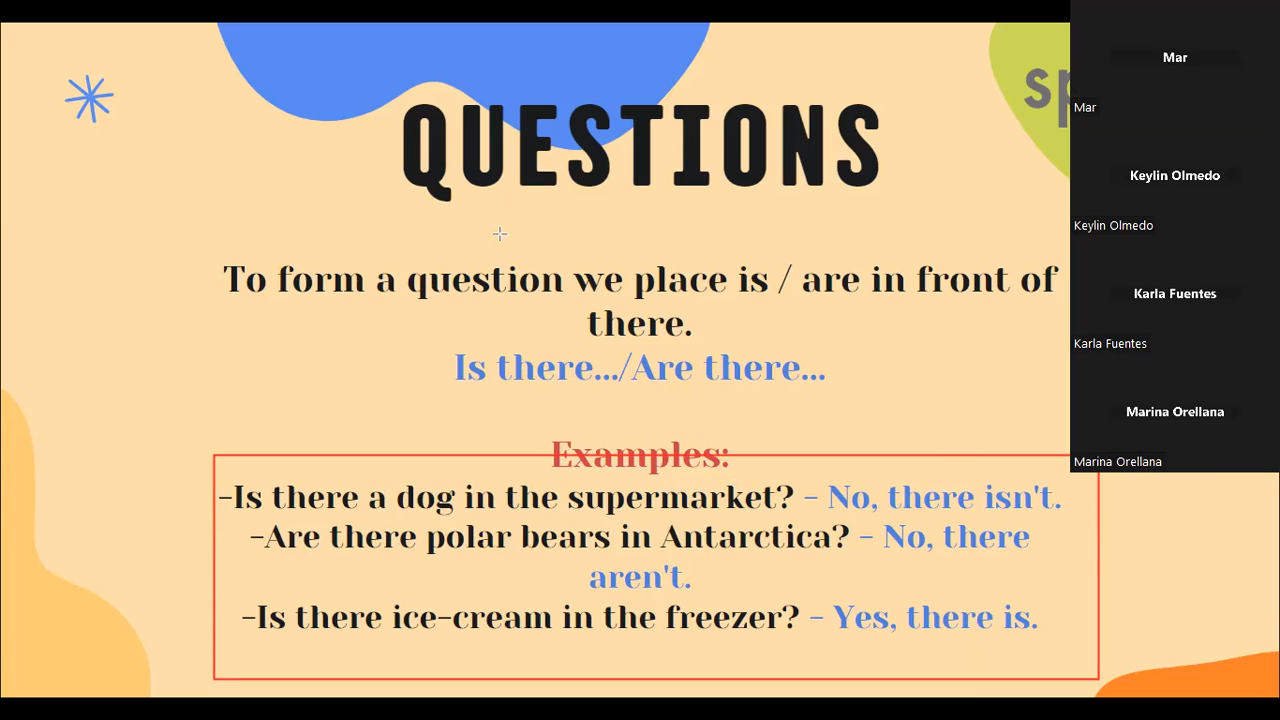 QUESTIONS
To form a question we place is / are in front of
there.
Is there.../Are there...
Examples:
-Is there a dog in the supermarket? - No, there isn't.
-Are there polar bears in Antarctica? - No, there
aren't.
-Is there ice-cream in the freezer? - Yes, there is.
sp
Mar
Mar
Keylin Olmedo
Keylin Olmedo
Karla Fuentes
Karla Fuentes
Marina Orellana
Marina Orellana